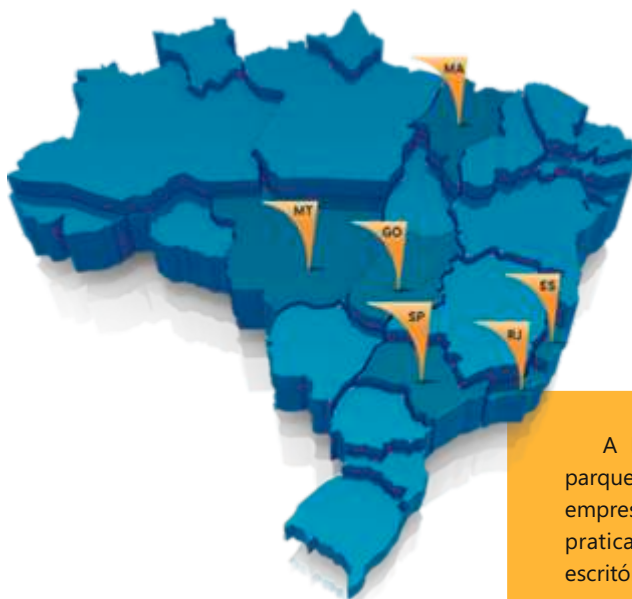 MA
MT
GO
SP
RJ
ES
A
parque
empres
pratica
escritó